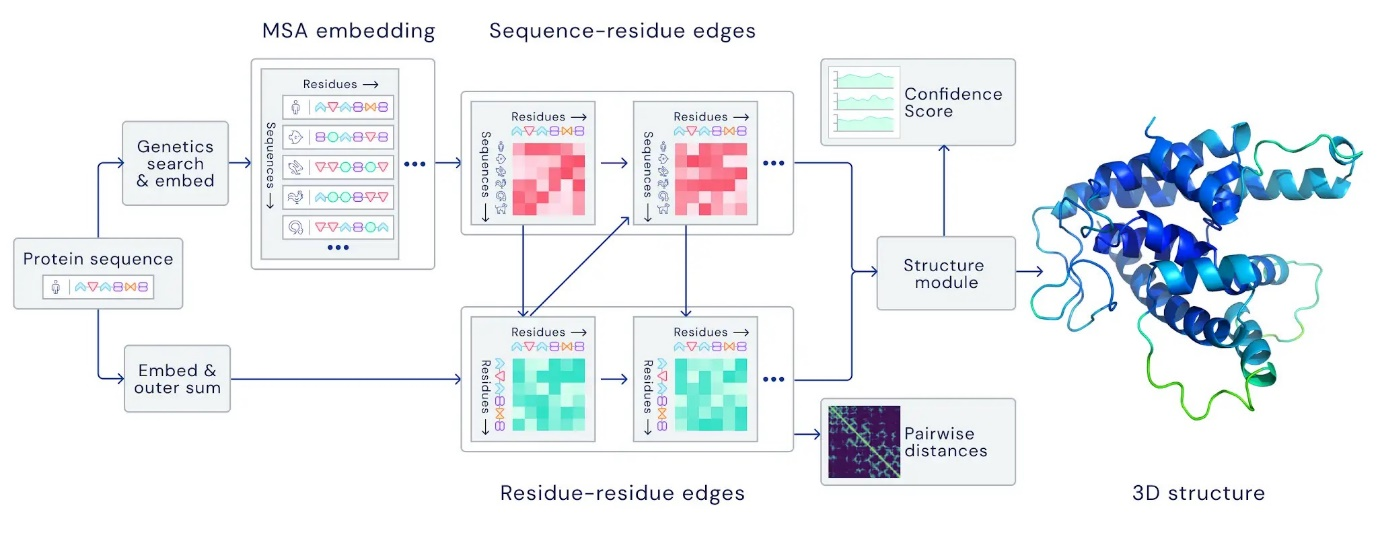 MSA embedding
Sequence-residue edges
Residues
Sequences
Genetics
search
& embed
Protein sequence
Embed &
outer sum
Residues
Sequences
Residues
Sequences
Residues
Residues
Residues
Residues
Residue-residue edges
Confidence
Score
Structure
module
Pairwise
distances
3D structure